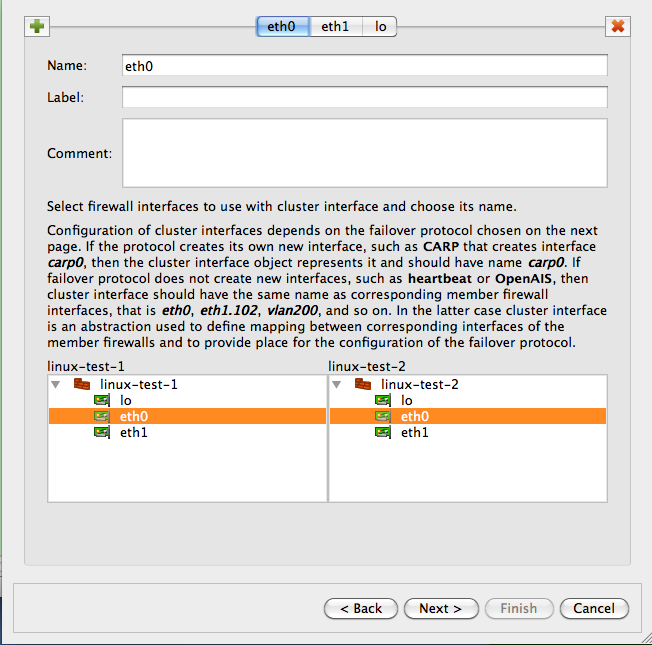 eth0 eth1 lo
Name: eth0
Label:
Comment:
Select firewall interfaces to use with cluster interface and choose its name.
Configuration of cluster interfaces depends on the failover protocol chosen on the next
page. If the protocol creates its own new interface, such as CARP that creates interface
carp0, then the cluster interface object represents it and should have name carp0. If
failover protocol does not create new interfaces, such as heartbeat or OpenAIS, then
cluster interface should have the same name as corresponding member firewall
interfaces, that is eth0, eth1.102, vlan200, and so on. In the latter case cluster interface
is an abstraction used to define mapping between corresponding interfaces of the
member firewalls and to provide place for the configuration of the failover protocol.
linux-test-1 linux-test-2
linux-test-1 linux-test-2
lo lo
eth0 eth0
eth1 eth1
< Back Next > Finish Cancel